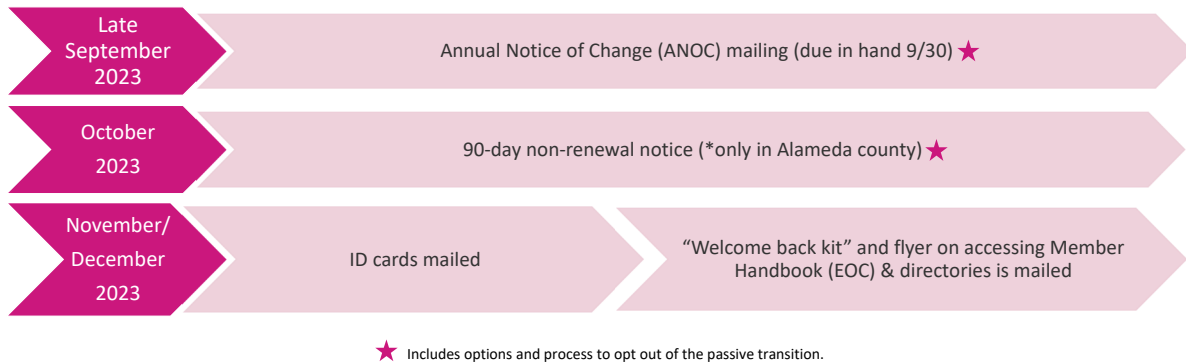 Late
September
2023
Annual Notice of Change (ANOC) mailing (due in hand 9/30) ★
October
2023
90-day non-renewal notice (*only in Alameda county) ★
November/
December
2023
ID cards mailed
“Welcome back kit” and flyer on accessing Member
Handbook (EOC) & directories is mailed
★ Includes options and process to opt out of the passive transition.